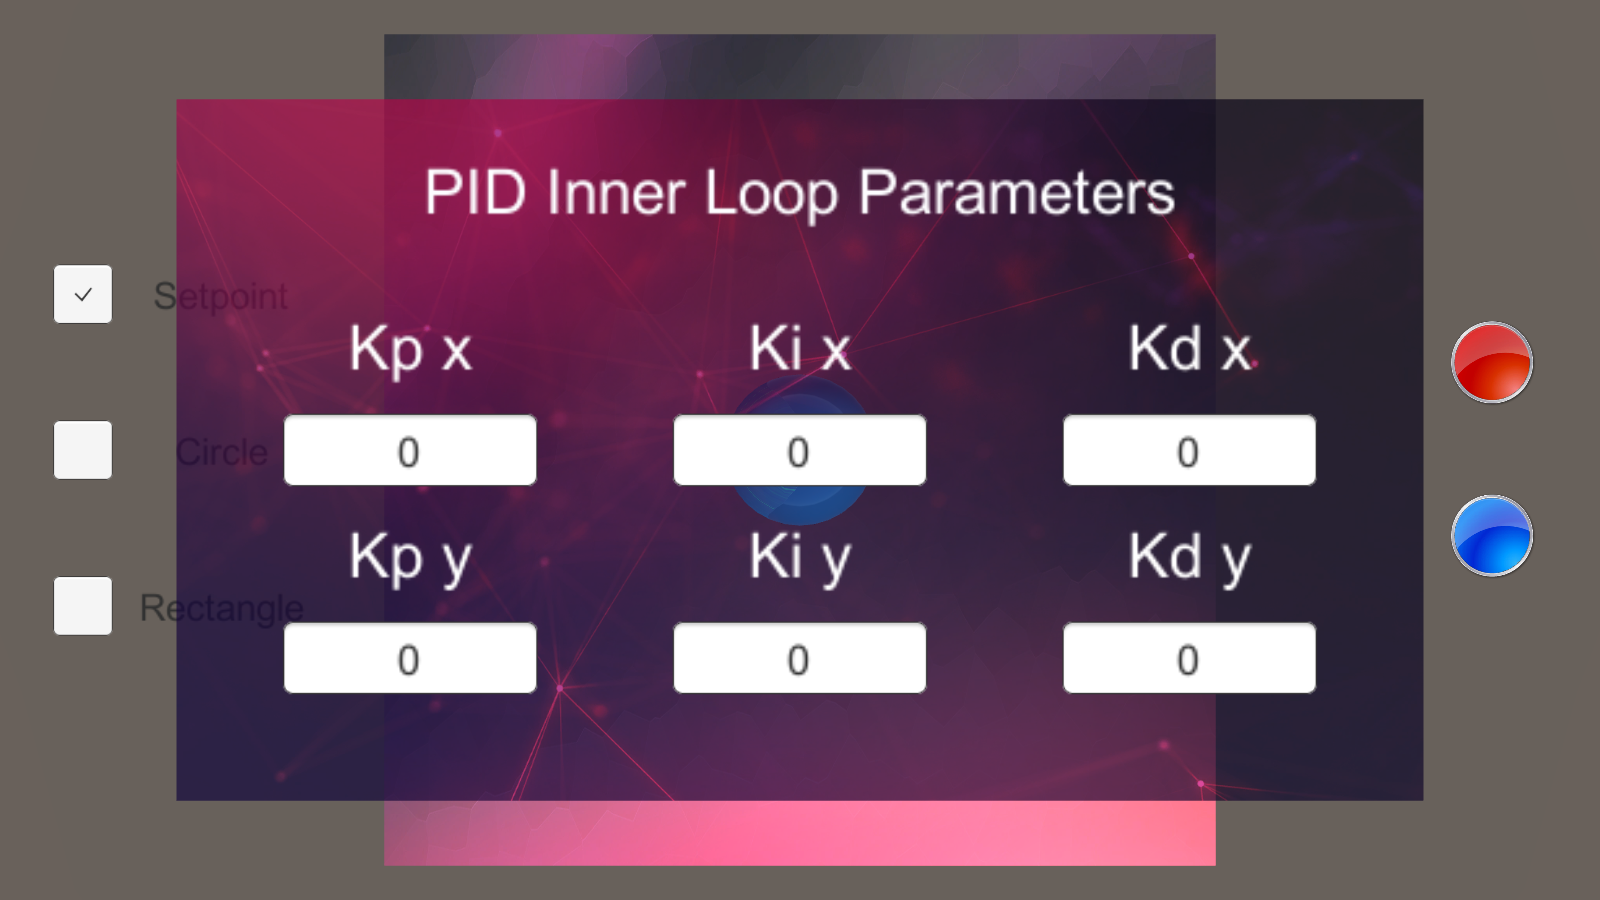 PID Inner Loop Parameters
Setpoint
Kp x Ki x Kd x
Circle 0 0 0
Kp y Ki y Kd y
Rectangle
0 0 0